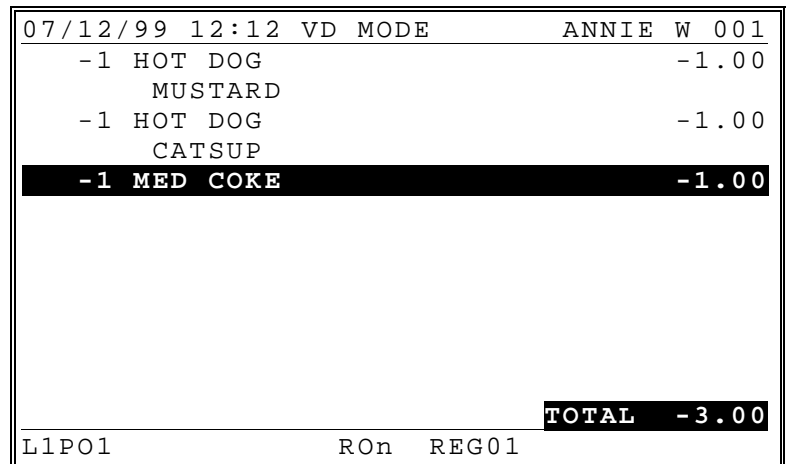 07/12/99 12:12 VD MODE ANNIE W 001
-1 HOT DOG -1.00
MUSTARD
-1 HOT DOG -1.00
CATSUP
-1 MED COKE -1.00
TOTAL -3.00
L1PO1 ROn REG01